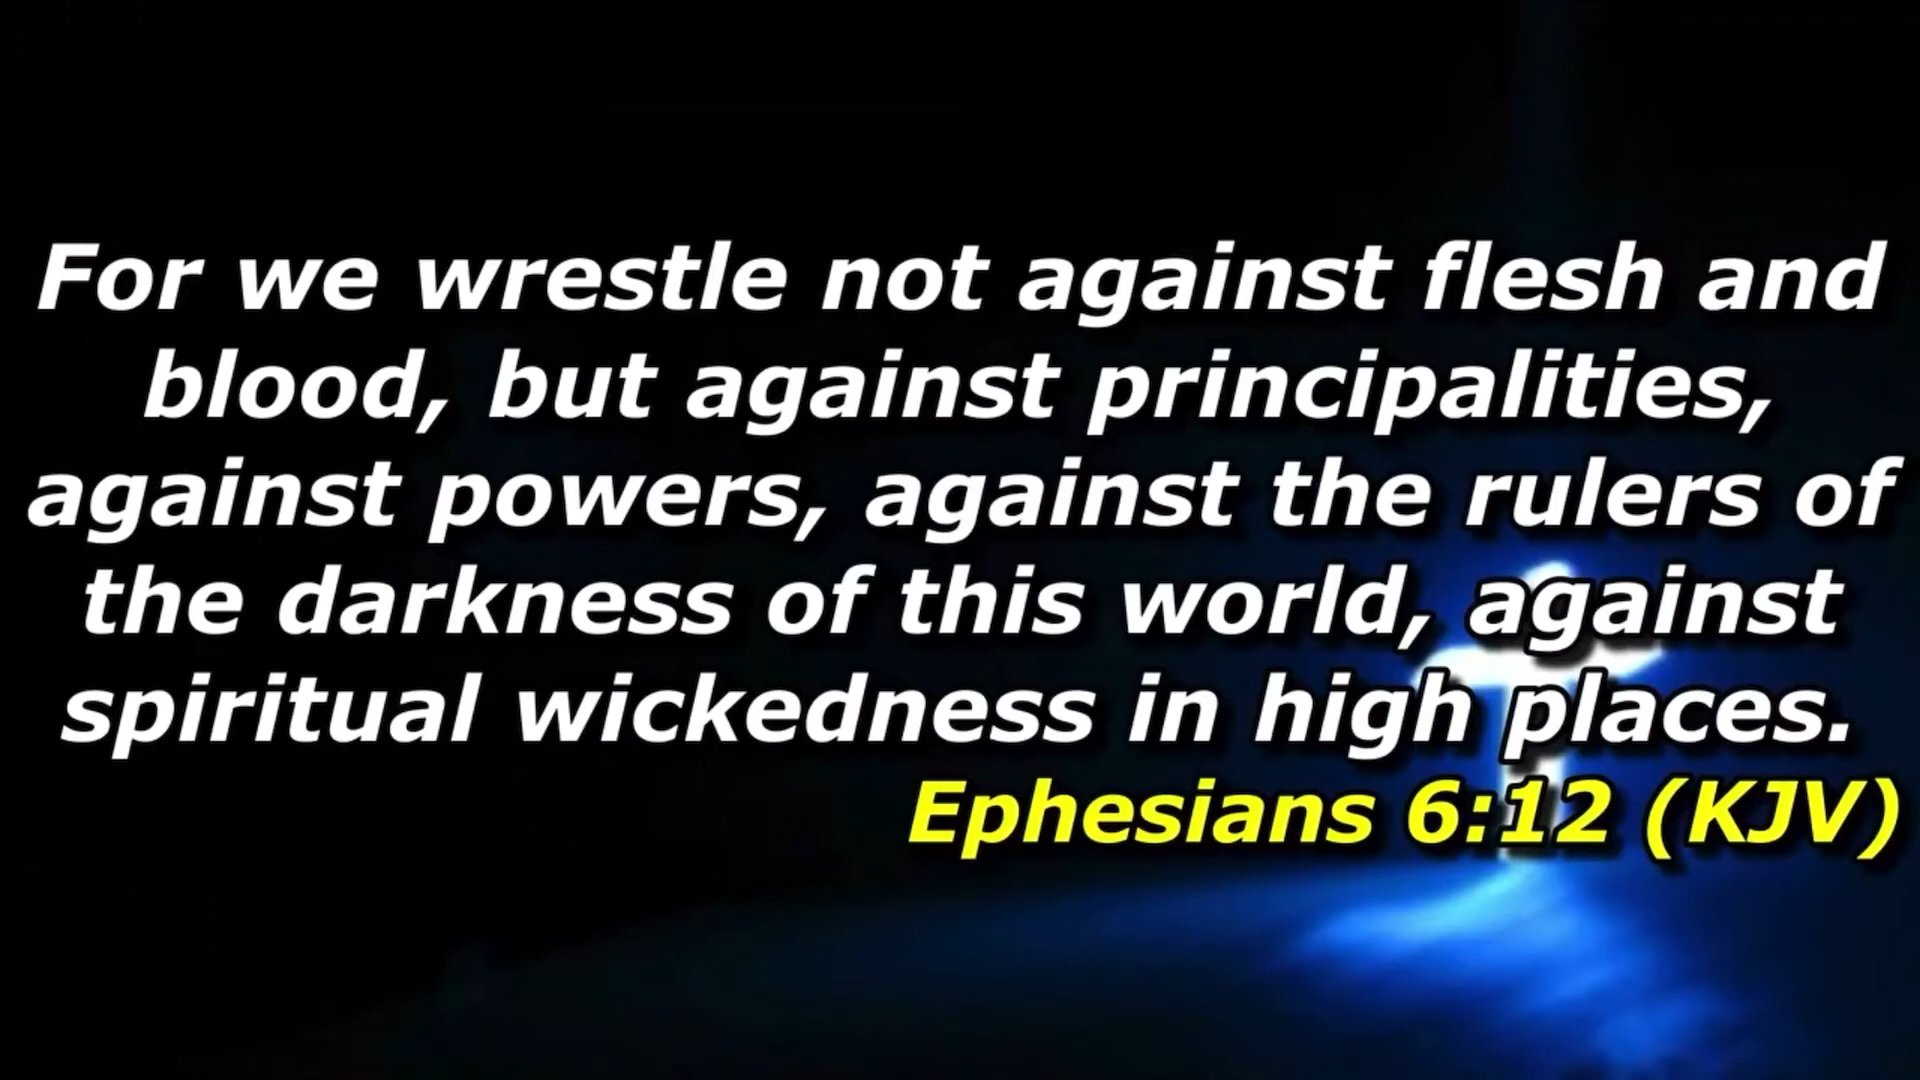 For we wrestle not against flesh and
blood, but against principalities,
against powers, against the rulers of
the darkness of this world, against
spiritual wickedness in high places.
Ephesians 6:12 (KJV)